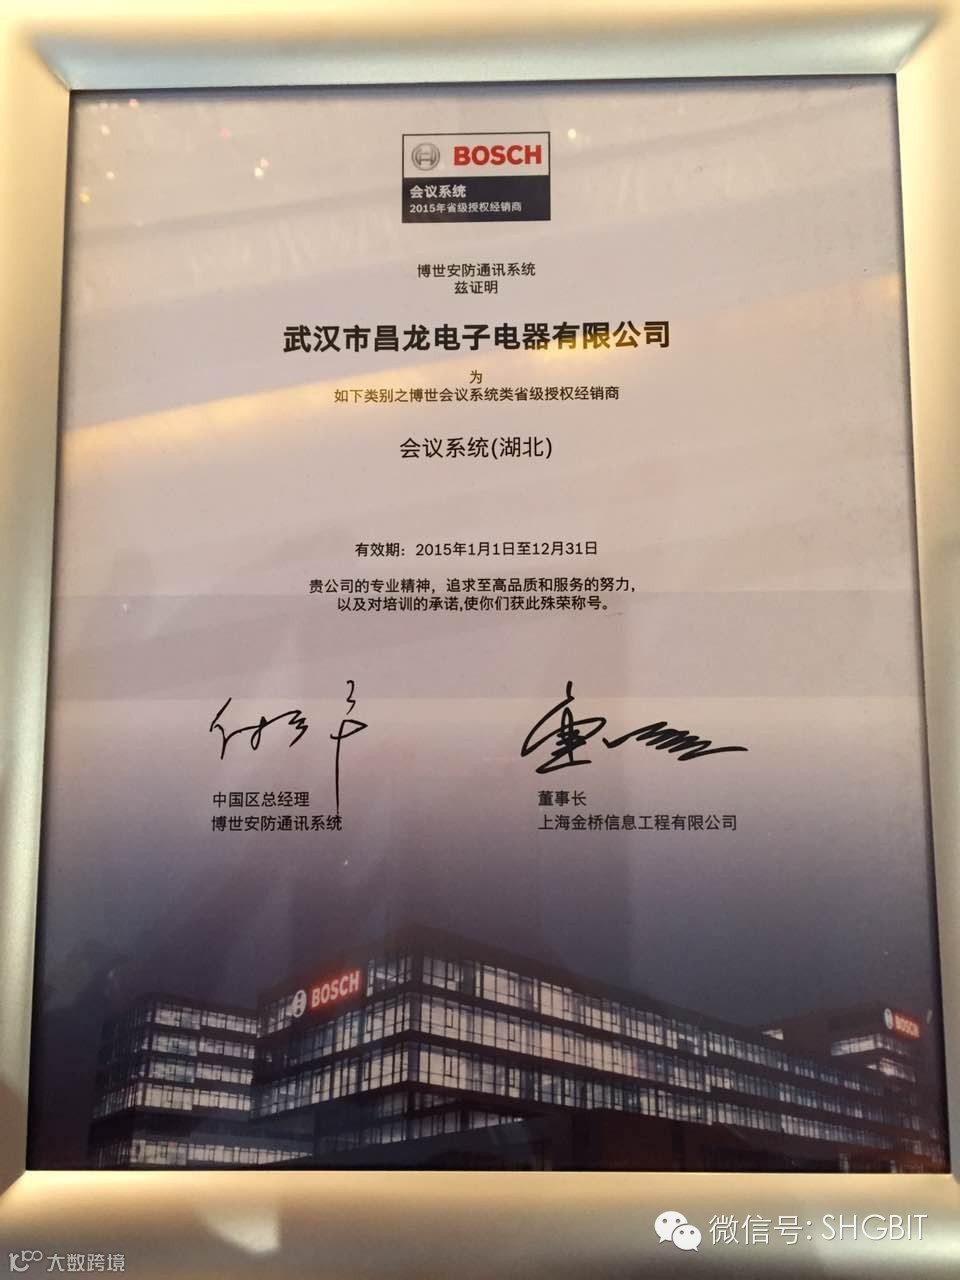 BOSCH
会议系统
2015年省级授权经销商
博世安防通讯系统
兹证明
武汉市昌龙电子电器有限公司
为
如下类别之博世会议系统类省级授权经销商
会议系统(湖北)
有效期：2015年1月1日至12月31日
贵公司的专业精神，追求至高品质和服务的努力，
以及对培训的承诺,使你们获此殊荣称号。
中国区总经理
博世安防通讯系统
董事长
上海金桥信息工程有限公司
BOSCH
BOSCH
微信号: SHGBIT
大数跨境